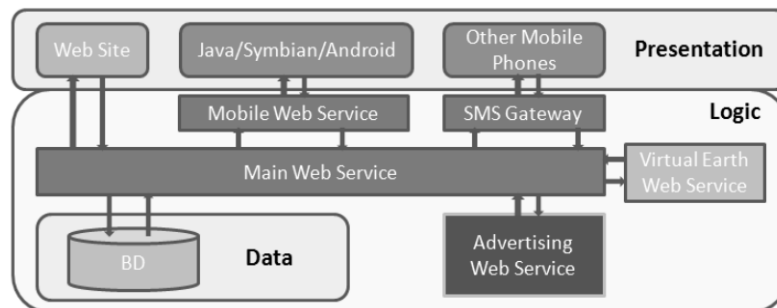 Web Site
Java/Symbian/Android
Other Mobile
Phones
Presentation
Mobile Web Service
SMS Gateway
Logic
Main Web Service
Virtual Earth
Web Service
BD
Data
Advertising
Web Service